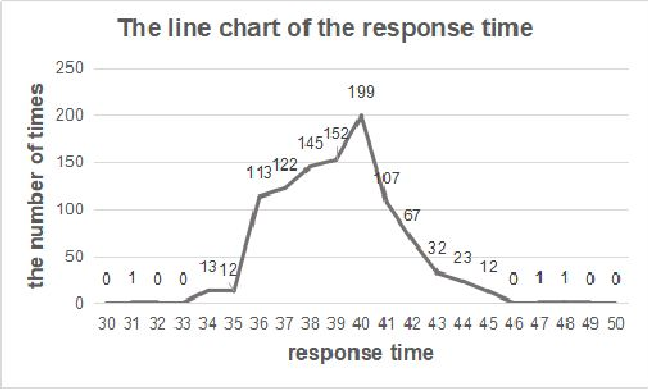 The line chart of the response time
the number of times
250
200
150
100
50
0
0 1 0 0 13 12 113 122 145 152 199 107 67 32 23 12 0 1 1 0 0
30 31 32 33 34 35 36 37 38 39 40 41 42 43 44 45 46 47 48 49 50
response time